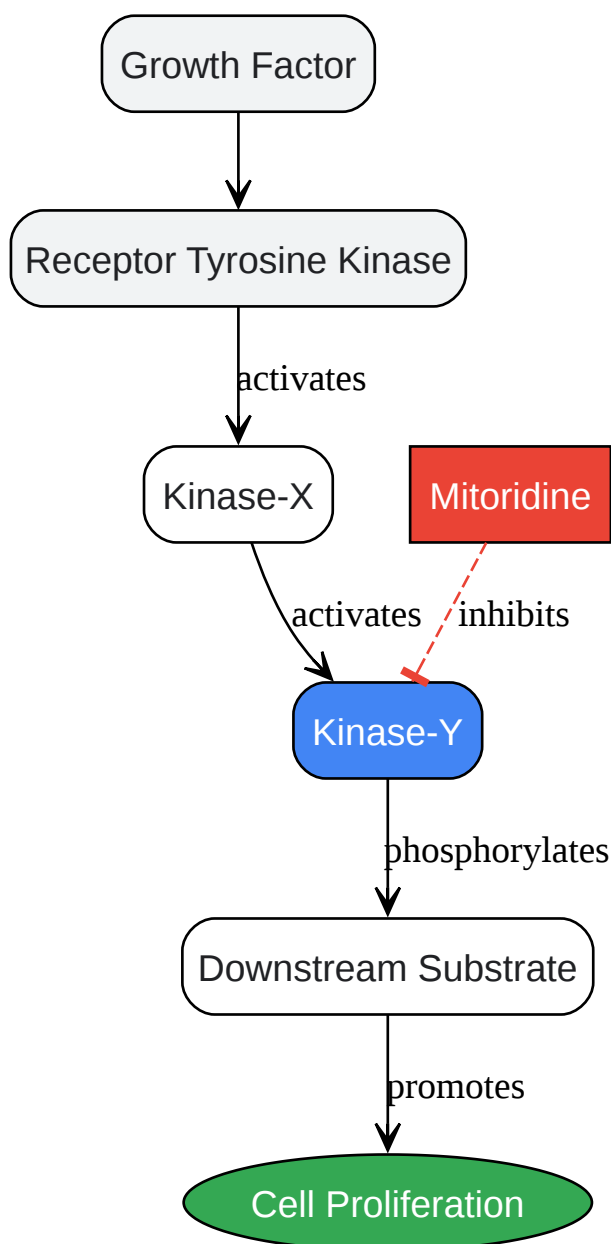 Growth Factor
Receptor Tyrosine Kinase
activates
Kinase-X
Mitoridine
activates
inhibits
Kinase-Y
phosphorylates
Downstream Substrate
promotes
Cell Proliferation